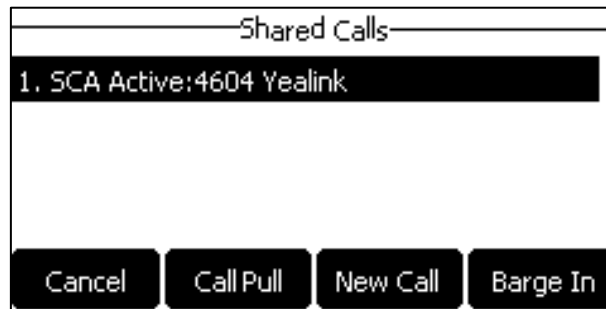 Shared Calls
1. SCA Active:4604 Yealink
Cancel Call Pull New Call Barge In